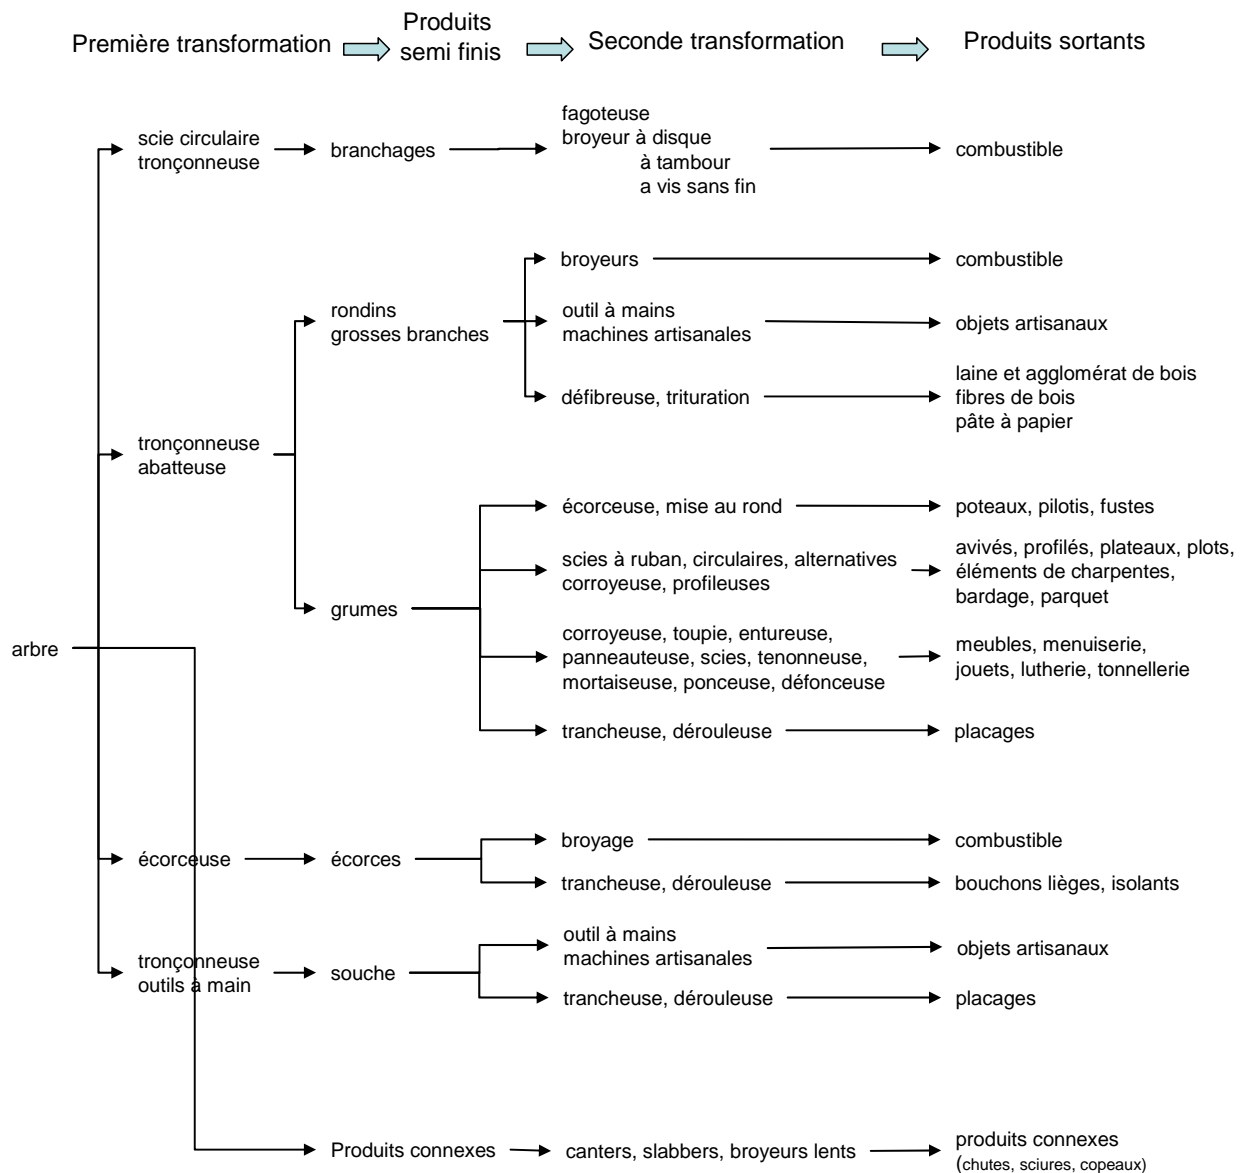 Première transformation
Produits
semi finis
Seconde transformation
Produits sortants
scie circulaire
tronçonneuse
branchages
fagoteuse
broyeur à disque
à tambour
a vis sans fin
combustible
tronçonneuse
abatteuse
rondins
grosses branches
broyeurs
combustible
outil à mains
machines artisanales
objets artisanaux
défibreuse, trituration
laine et agglomérat de bois
fibres de bois
pâte à papier
grumes
écorceuse, mise au rond
poteaux, pilotis, fustes
scies à ruban, circulaires, alternatives
corroyeuse, profileuses
avivés, profilés, plateaux, plots,
éléments de charpentes,
bardage, parquet
arbre
corroyeuse, toupie, entureuse,
panneauteuse, scies, tenonneuse,
mortaiseuse, ponceuse, défonceuse
meubles, menuiserie,
jouets, lutherie, tonnellerie
trancheuse, dérouleuse
placages
écorceuse
écorces
broyage
combustible
trancheuse, dérouleuse
bouchons lièges, isolants
tronçonneuse
outils à main
souche
outil à mains
machines artisanales
objets artisanaux
trancheuse, dérouleuse
placages
Produits connexes
canters, slabbers, broyeurs lents
produits connexes
(chutes, sciures, copeaux)